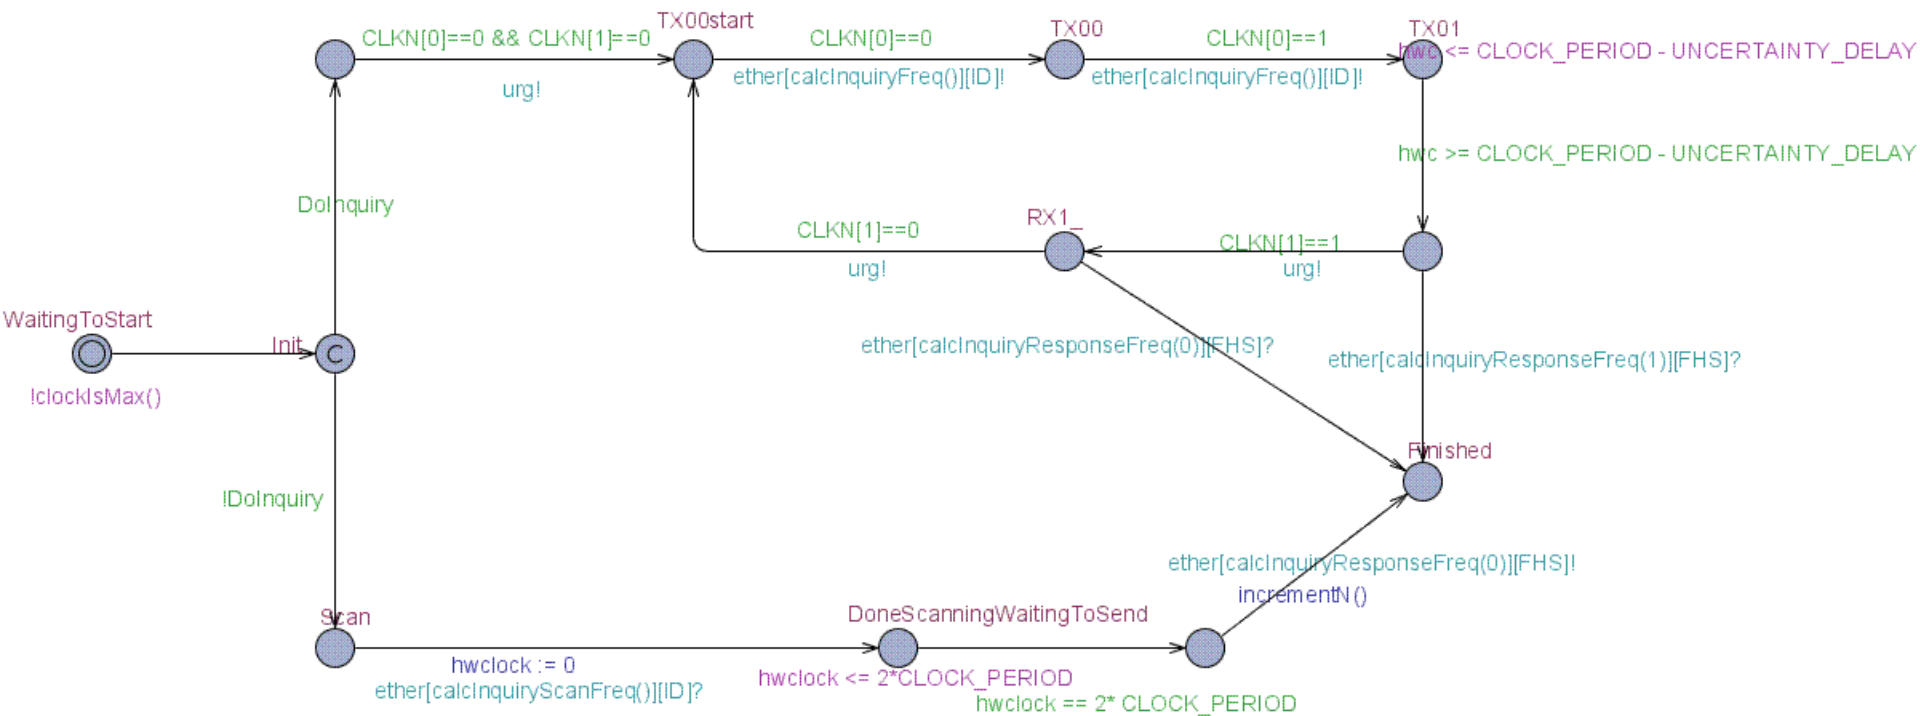 TX00start
TX00
TX01
CLKN[0]==0 && CLKN[1]==0
CLKN[0]==0
CLKN[0]==1
hwc <= CLOCK_PERIOD - UNCERTAINTY_DELAY
urg!
ether[calcInquiryFreq()][ID]!
ether[calcInquiryFreq()][ID]!
hwc >= CLOCK_PERIOD - UNCERTAINTY_DELAY
DoInquiry
RX1_
CLKN[1]==0
CLKN[1]==1
urg!
urg!
WaitingToStart
Init
C
ether[calcInquiryResponseFreq(0)][FHS]?
ether[calcInquiryResponseFreq(1)][FHS]?
!clockIsMax()
Finished
!DoInquiry
ether[calcInquiryResponseFreq(0)][FHS]!
incrementN()
Scan
DoneScanningWaitingToSend
hwclock := 0
ether[calcInquiryScanFreq()][ID]?
hwclock <= 2*CLOCK_PERIOD
hwclock == 2* CLOCK_PERIOD